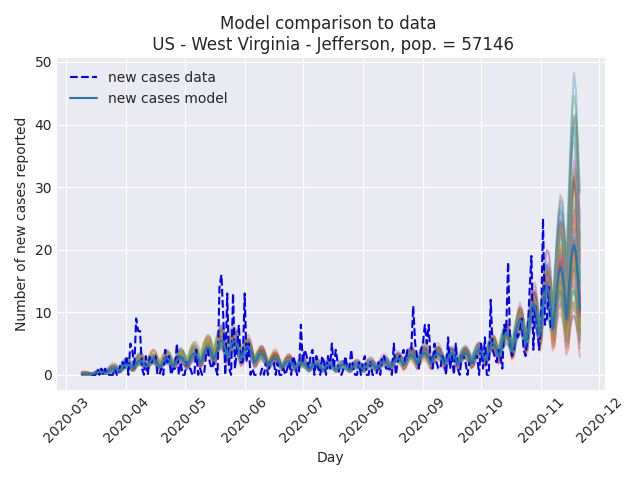 Model comparison to data
US - West Virginia - Jefferson, pop. = 57146
new cases data
new cases model
50
40
30
20
10
0
Number of new cases reported
2020-03
2020-04
2020-05
2020-06
2020-07
2020-08
2020-09
2020-10
2020-11
2020-12
Day